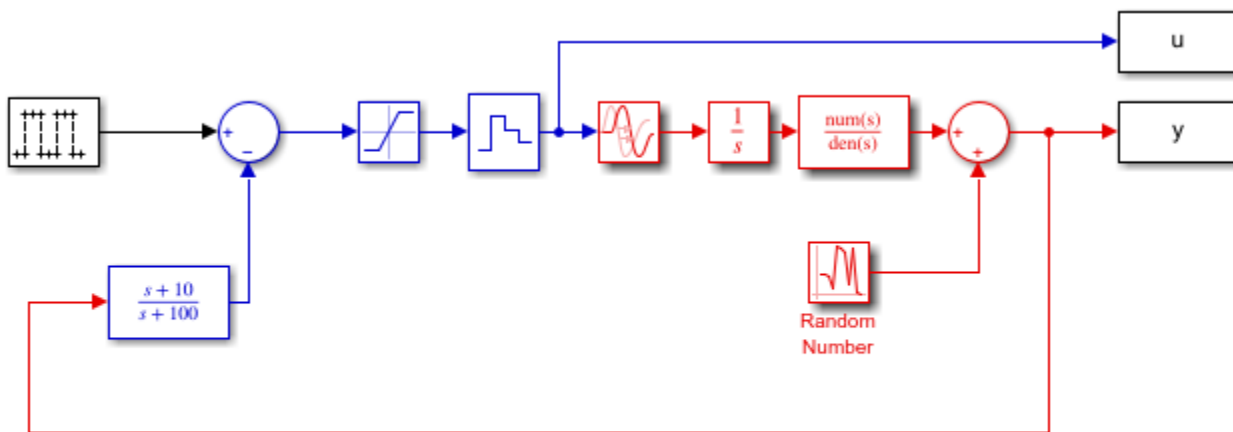 u
+
−
1
s
num(s)
den(s)
+
+
y
s + 10
s + 100
Random
Number